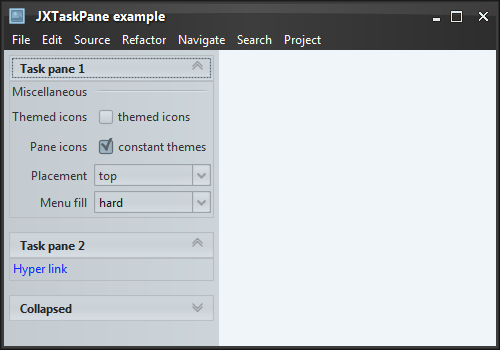 JXTaskPane example
File Edit Source Refactor Navigate Search Project
Task pane 1
Miscellaneous
Themed icons themed icons
Pane icons constant themes
Placement top
Menu fill hard
Task pane 2
Hyper link
Collapsed